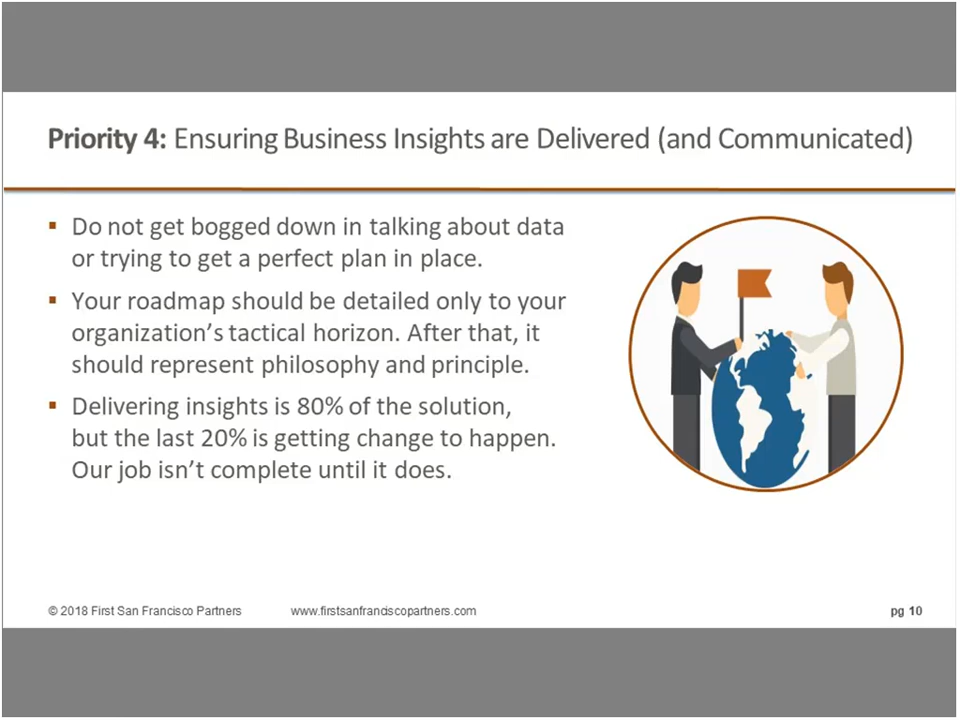 Priority 4: Ensuring Business Insights are Delivered (and Communicated)
▪ Do not get bogged down in talking about data
or trying to get a perfect plan in place.
▪ Your roadmap should be detailed only to your
organization’s tactical horizon. After that, it
should represent philosophy and principle.
▪ Delivering insights is 80% of the solution,
but the last 20% is getting change to happen.
Our job isn’t complete until it does.
© 2018 First San Francisco Partners www.firstsanfranciscopartners.com pg 10